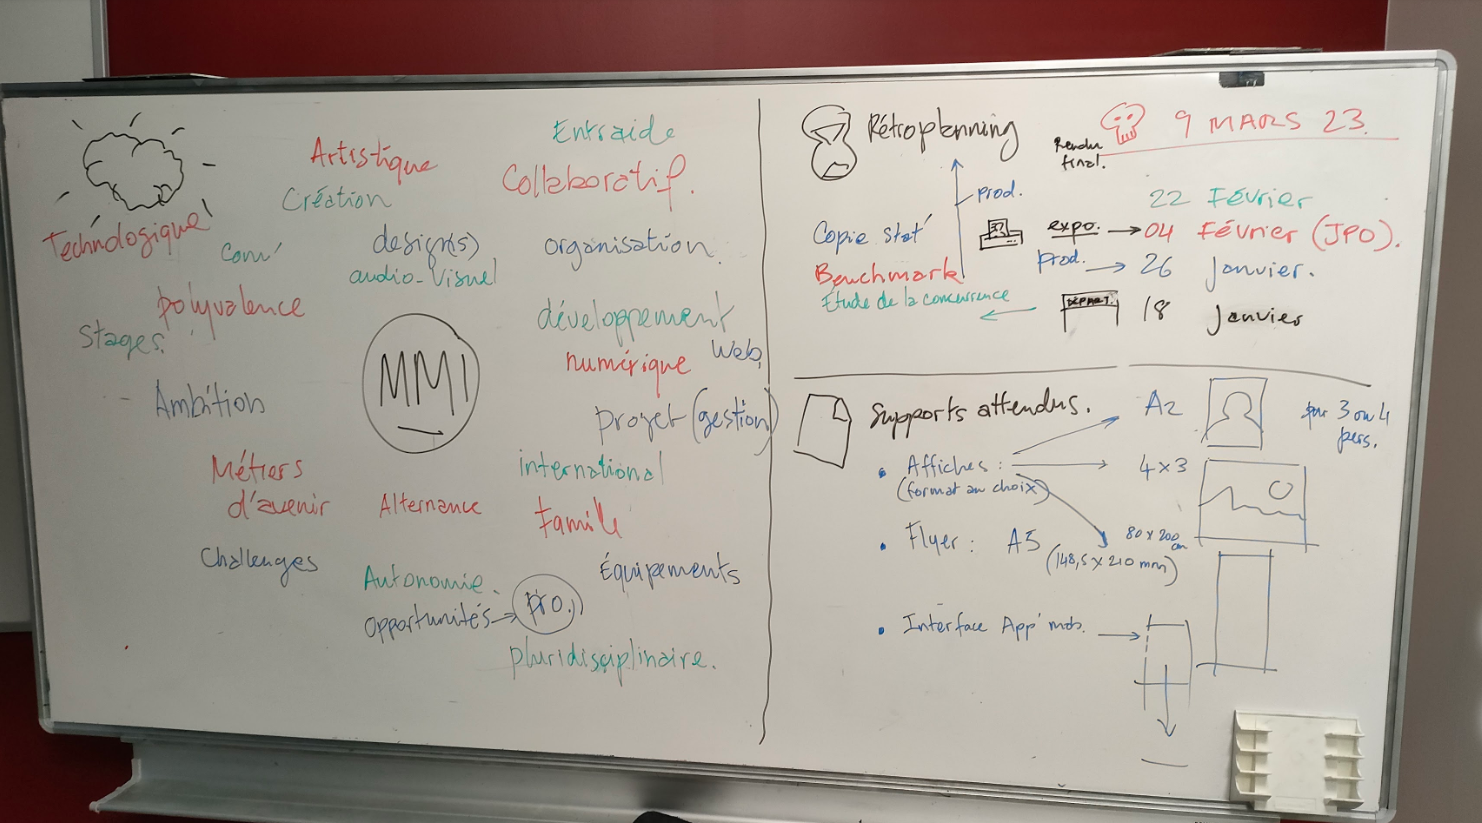 Entraide
Artistique
Collaboratif.
Création
Technologique
Com'
design(s)
organisation.
audio-Visuel
polyvalence
développement
Stages.
numérique
Web,
MMI
Ambition
projet (gestion)
Métiers
d'avenir
international
Alternance
famille
Challenges
Équipements
Autonomie.
opportunités → pro.
pluridisciplinaire.
Rétroplanning
Rendu
final.
9 MARS 23.
prod.
22 Février
Copie Stat'
expo. → 04 Février (JPO).
Benchmark
prod. → 26 Janvier.
Etude de la concurrence
DEPART. 18 Janvier
Supports attendus.
A2
par 3 ou 4
pers.
• Affiches :
(format au choix)
4 x 3
80 x 200
cm
• Flyer : A5
(148,5 x 210 mm)
• Interface App' mob. →